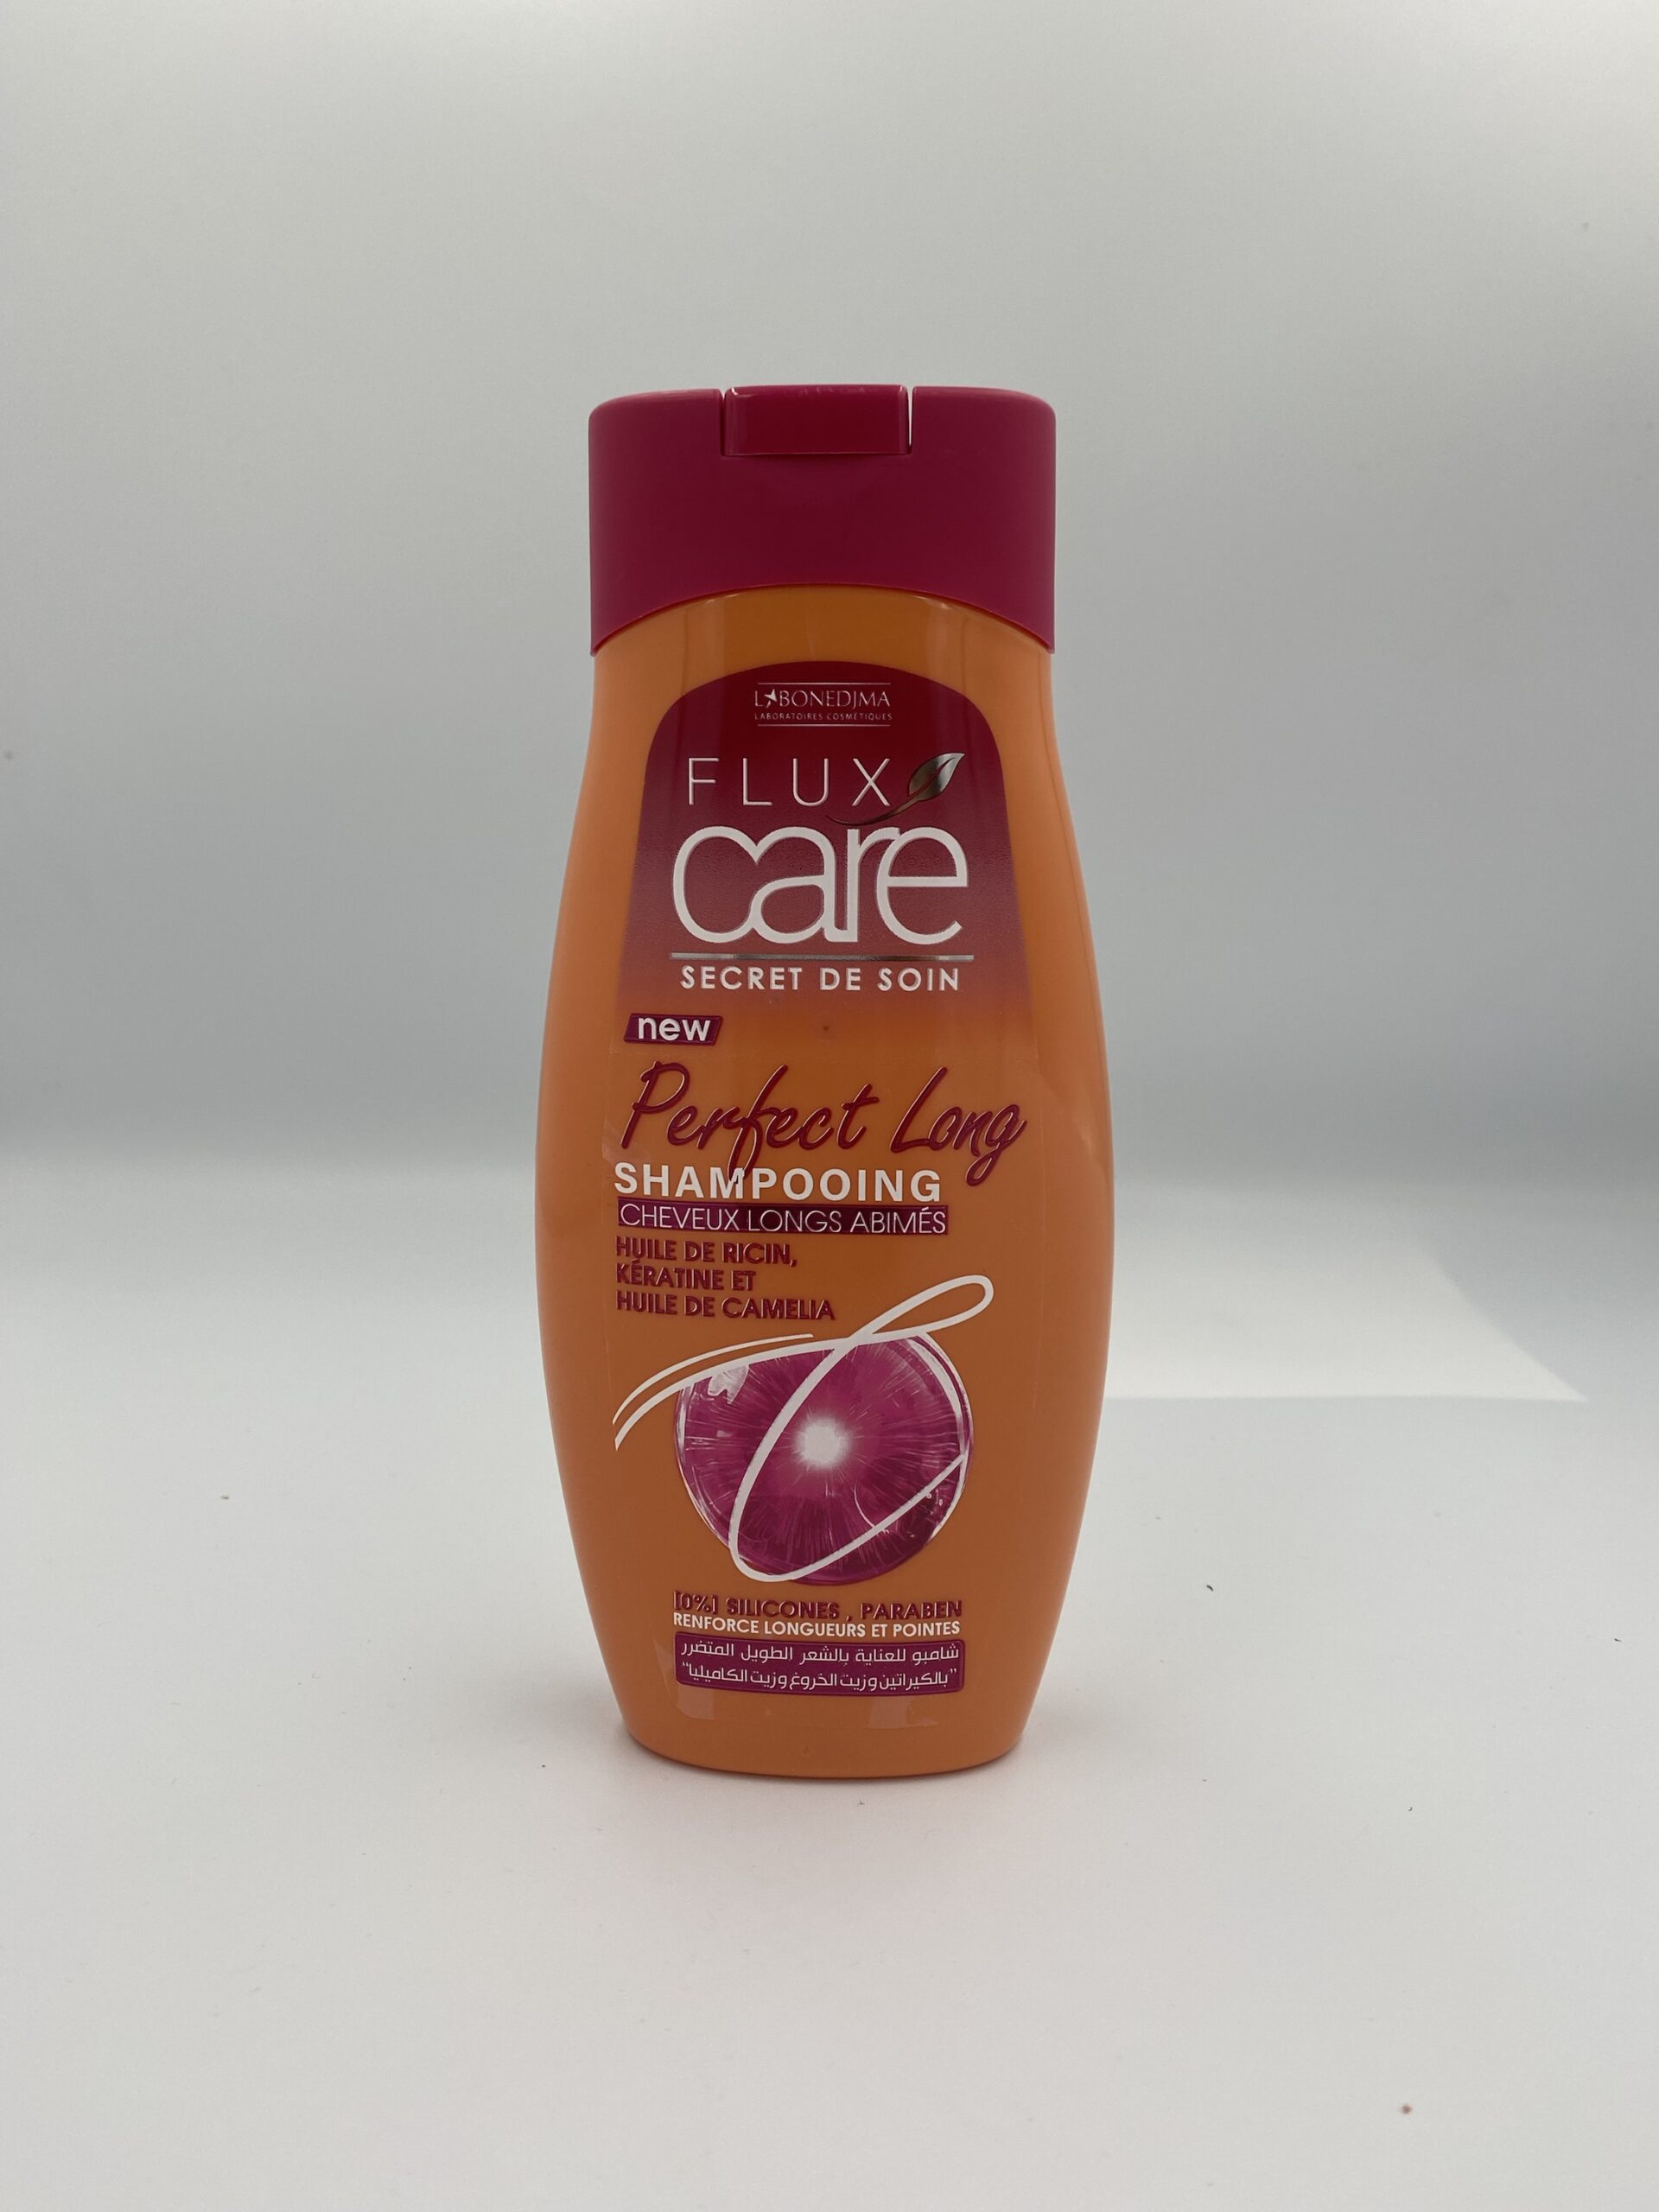 LABONEDJMA
LABORATOIRES COSMÉTIQUES
FLUX
care
SECRET DE SOIN
new
Perfect Long
SHAMPOOING
CHEVEUX LONGS ABIMÉS
HUILE DE RICIN,
KÉRATINE ET
HUILE DE CAMELIA
[0%] SILICONES , PARABEN
RENFORCE LONGUEURS ET POINTES
شامبو للعناية بالشعر الطويل المتضرر
"بالكيراتين وزيت الخروع وزيت الكاميليا"